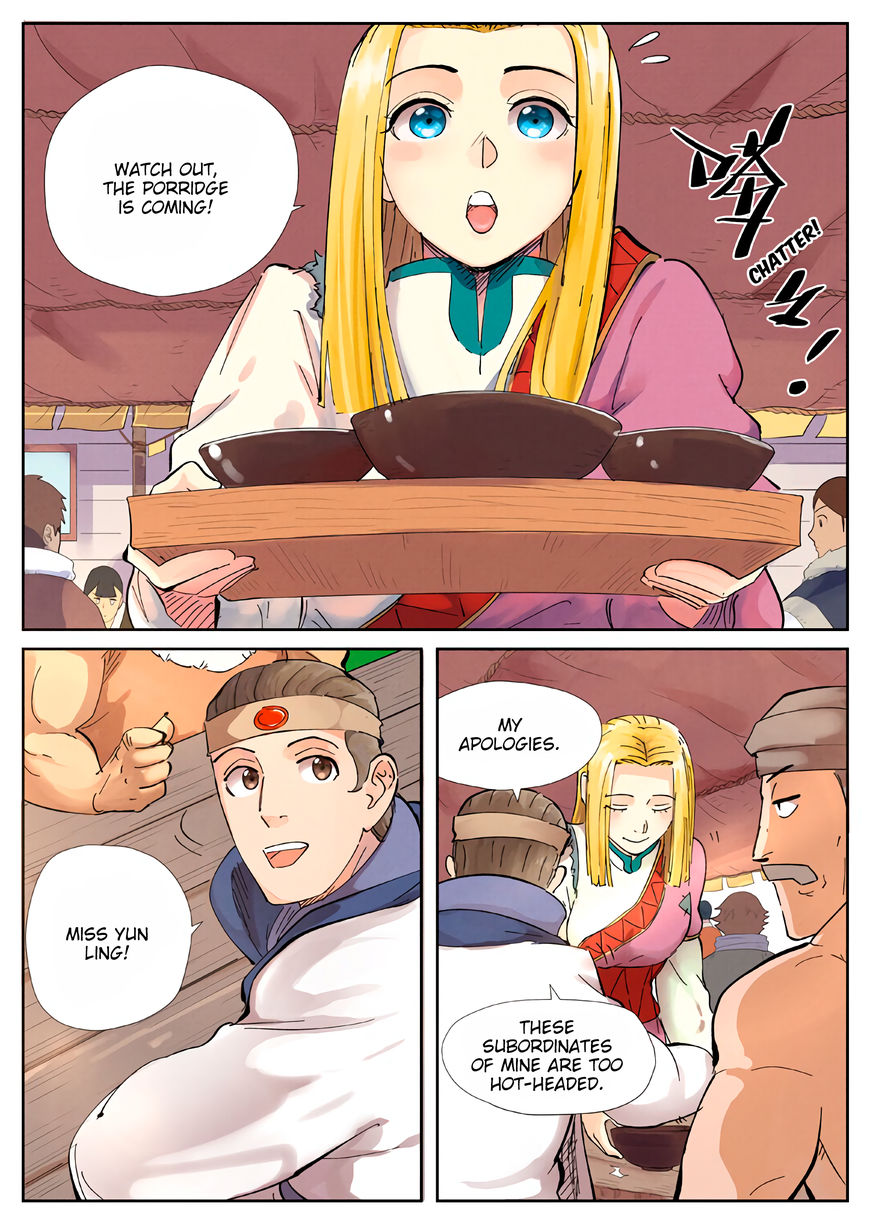 WATCH OUT,
THE PORRIDGE
IS COMING!
CHATTER!
MISS YUN
LING!
MY
APOLOGIES.
THESE
SUBORDINATES
OF MINE ARE TOO
HOT-HEADED.